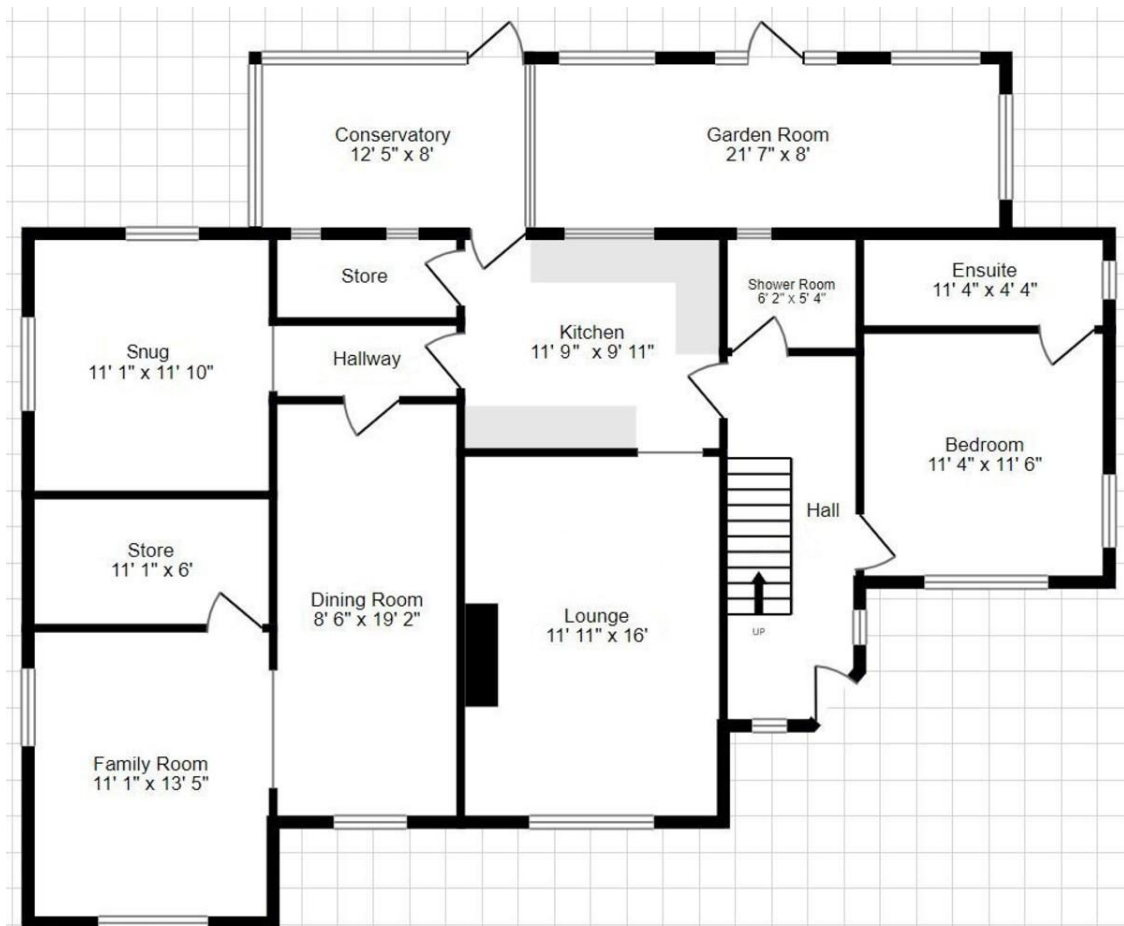 Conservatory
12' 5" x 8'
Garden Room
21' 7" x 8'
Store
Ensuite
11' 4" x 4' 4"
Shower Room
6' 2" x 5' 4"
Snug
11' 1" x 11' 10"
Hallway
Kitchen
11' 9" x 9' 11"
Bedroom
11' 4" x 11' 6"
Hall
Store
11' 1" x 6'
Dining Room
8' 6" x 19' 2"
Lounge
11' 11" x 16'
UP
Family Room
11' 1" x 13' 5"